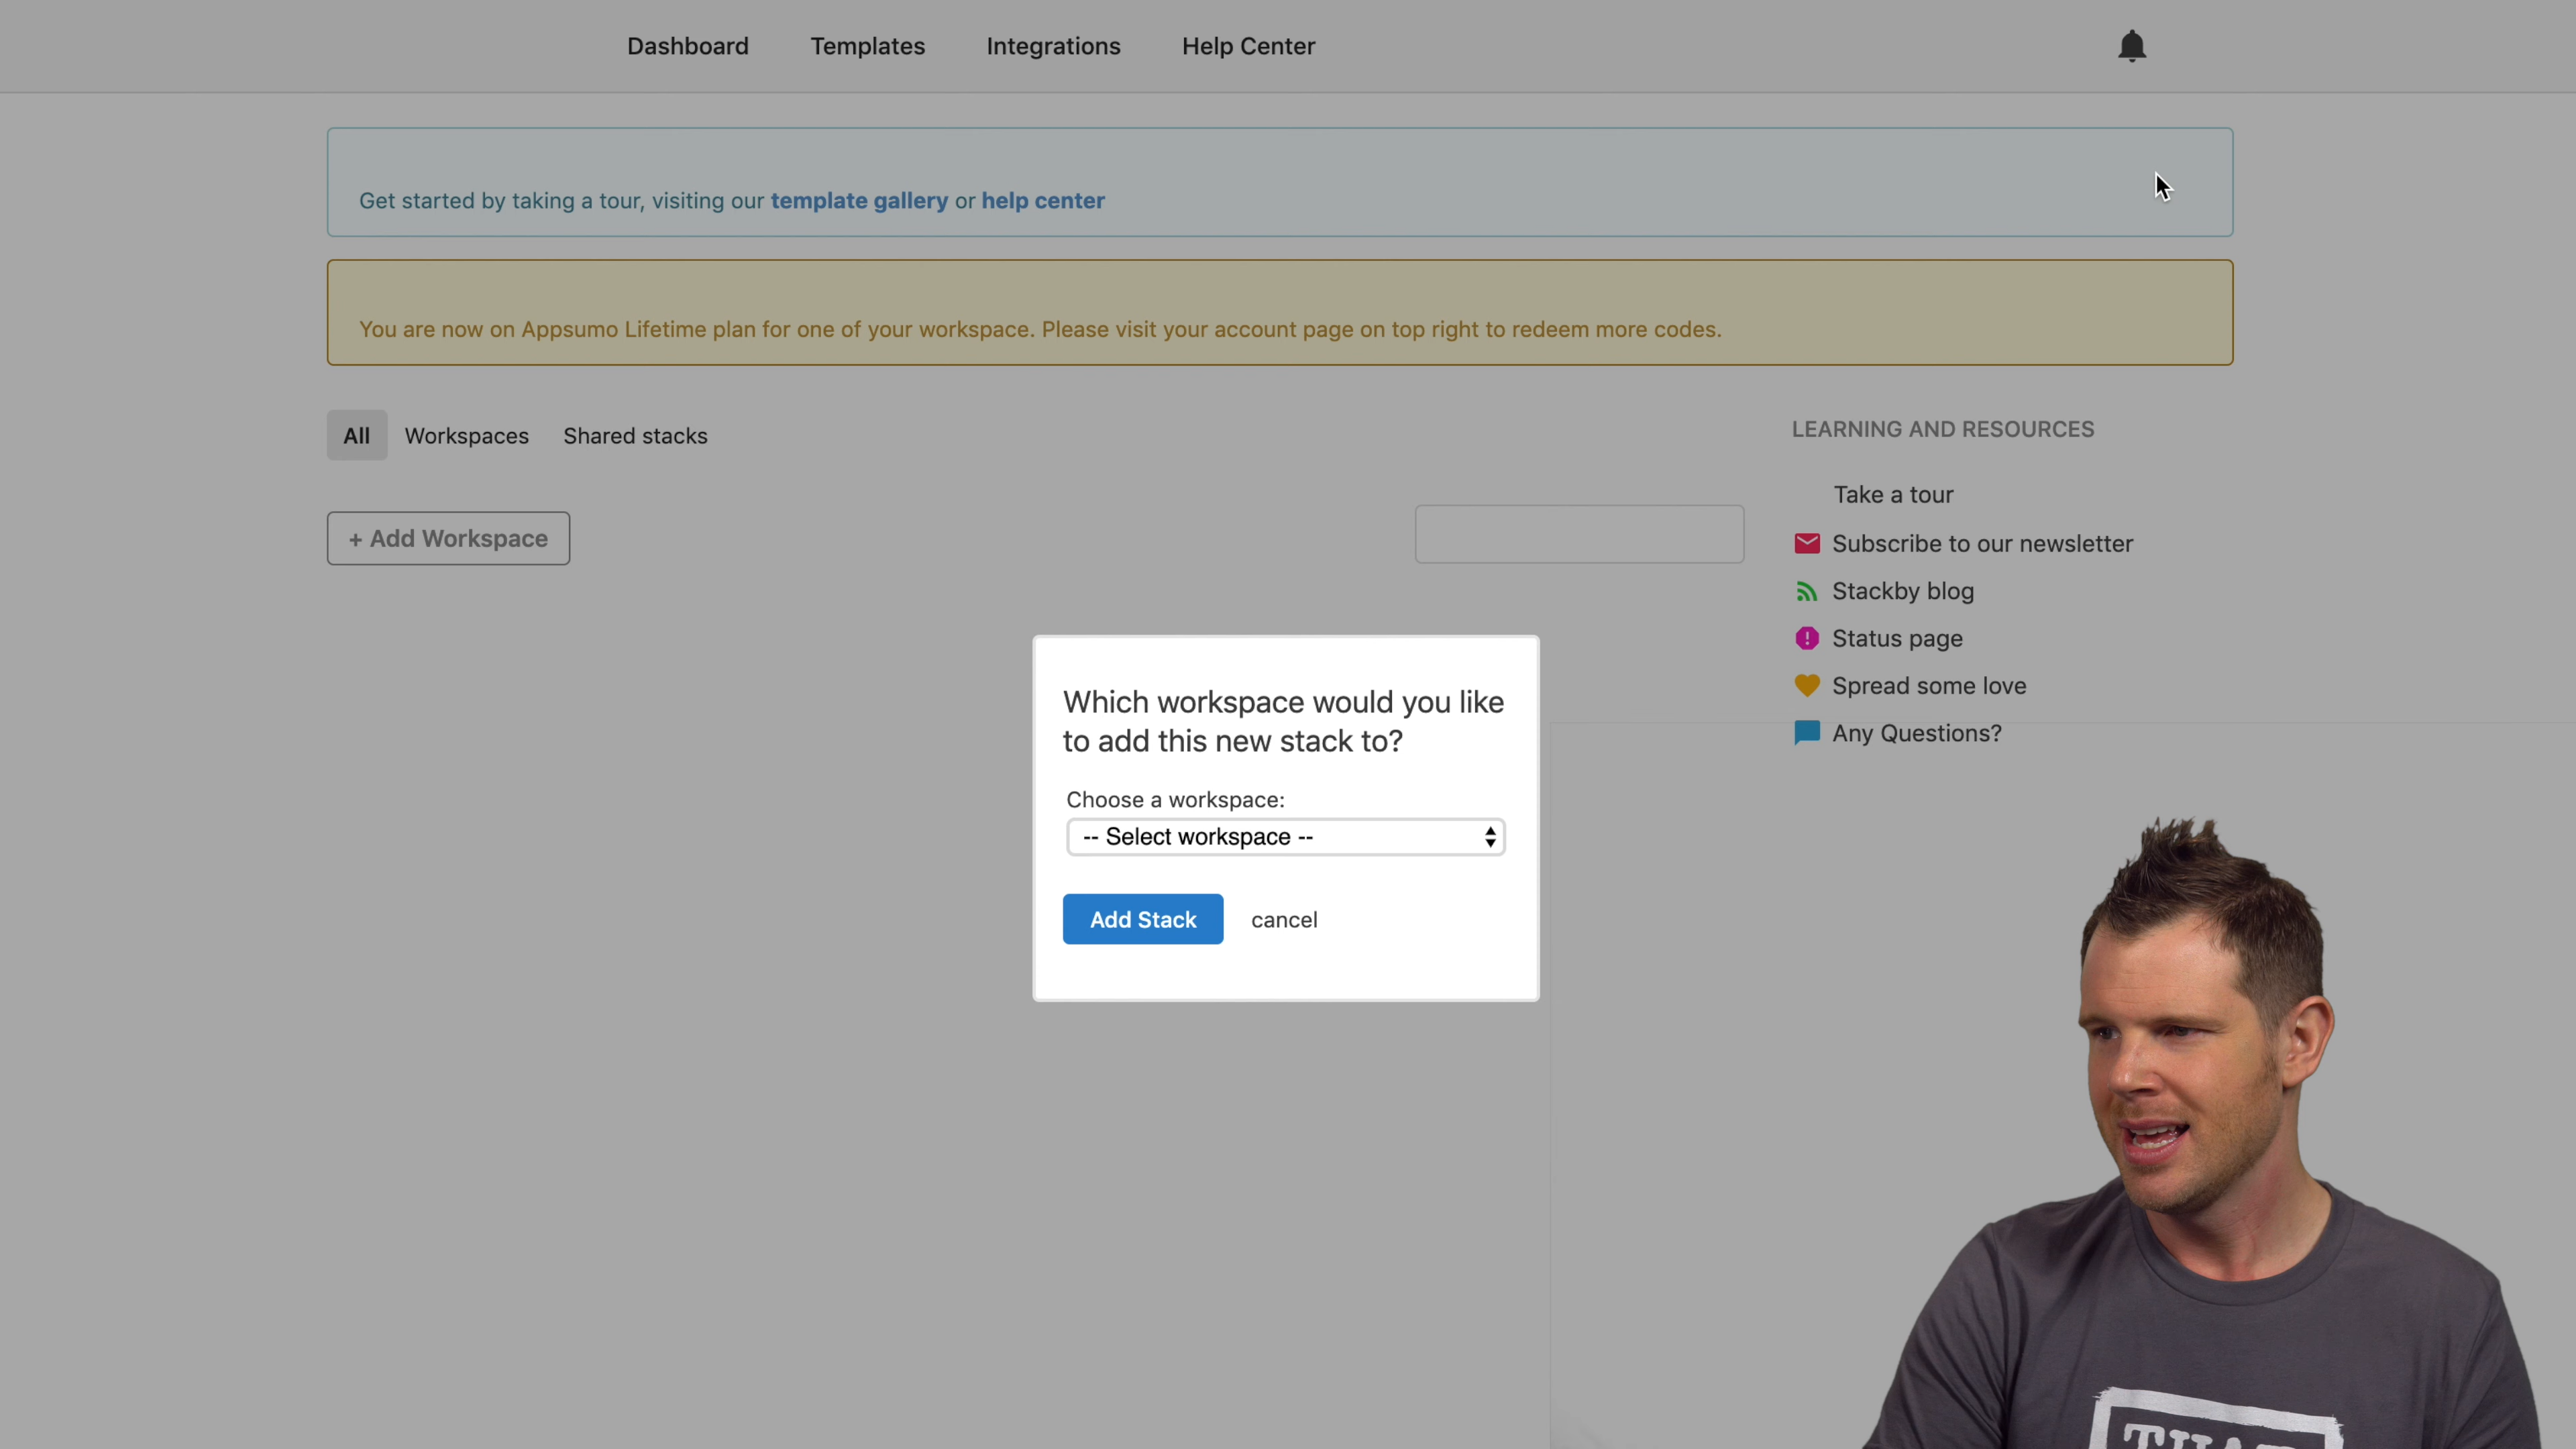 Dashboard
Templates
Integrations
Help Center
Get started by taking a tour, visiting our template gallery or help center
You are now on Appsumo Lifetime plan for one of your workspace. Please visit your account page on top right to redeem more codes.
All
Workspaces
Shared stacks
+ Add Workspace
LEARNING AND RESOURCES
Take a tour
Subscribe to our newsletter
Stackby blog
Status page
Spread some love
Any Questions?
Which workspace would you like
to add this new stack to?
Choose a workspace:
-- Select workspace --
Add Stack
cancel